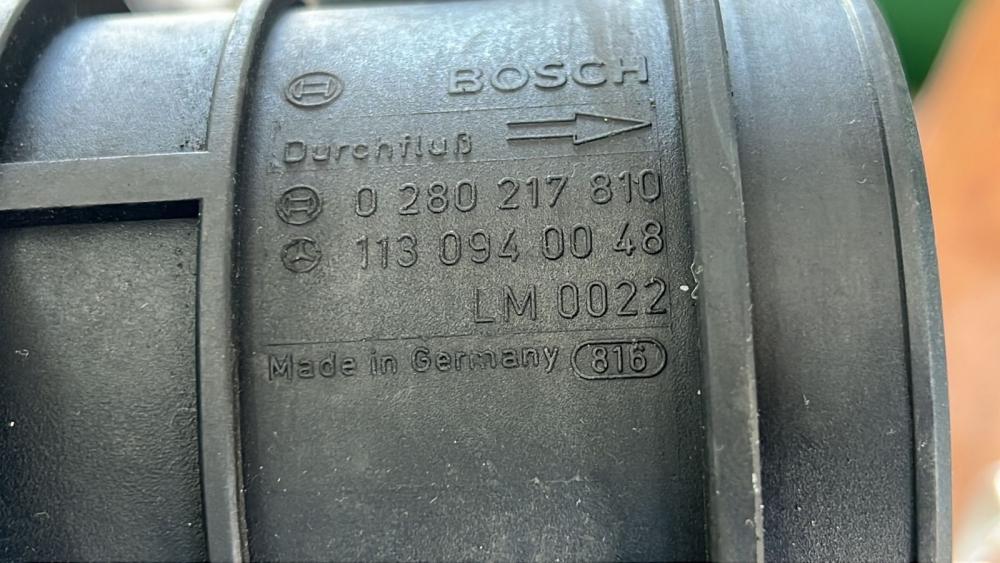 BOSCH
Durchfluß
0 280 217 810
113 094 00 48
LM 0022
Made in Germany 816